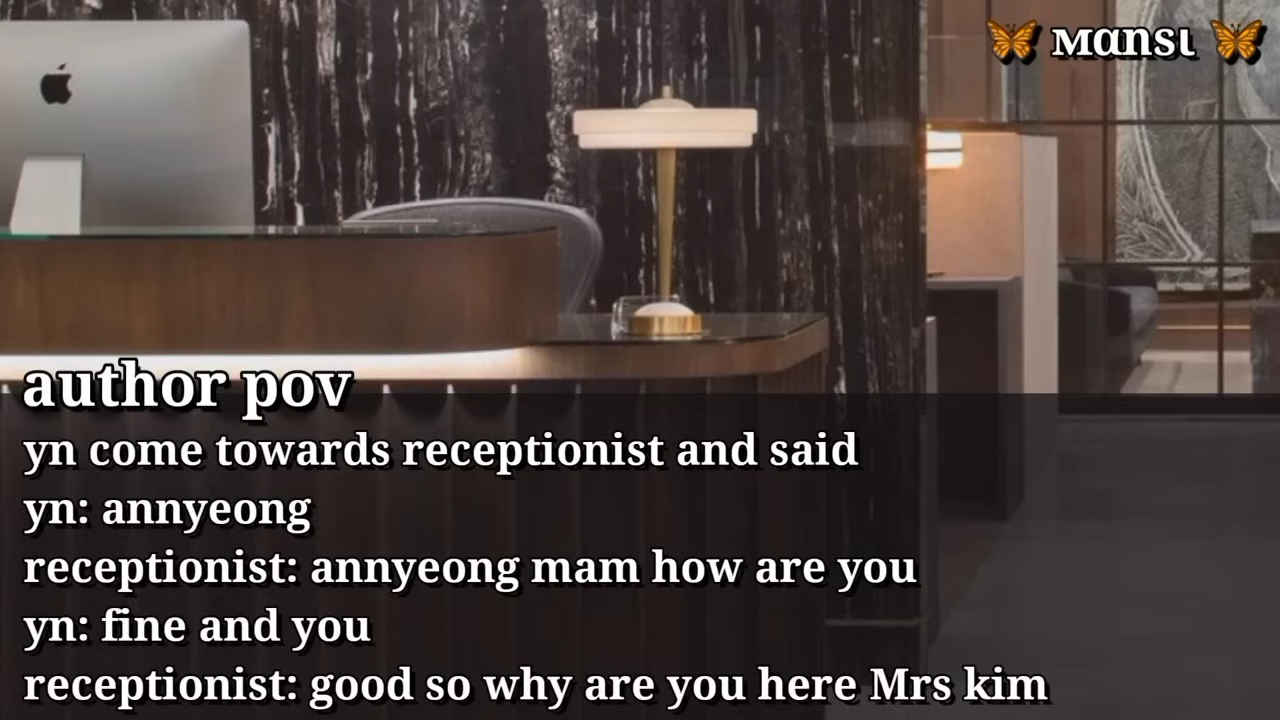 🦋 мαnѕι 🦋
author pov
yn come towards receptionist and said
yn: annyeong
receptionist: annyeong mam how are you
yn: fine and you
receptionist: good so why are you here Mrs kim